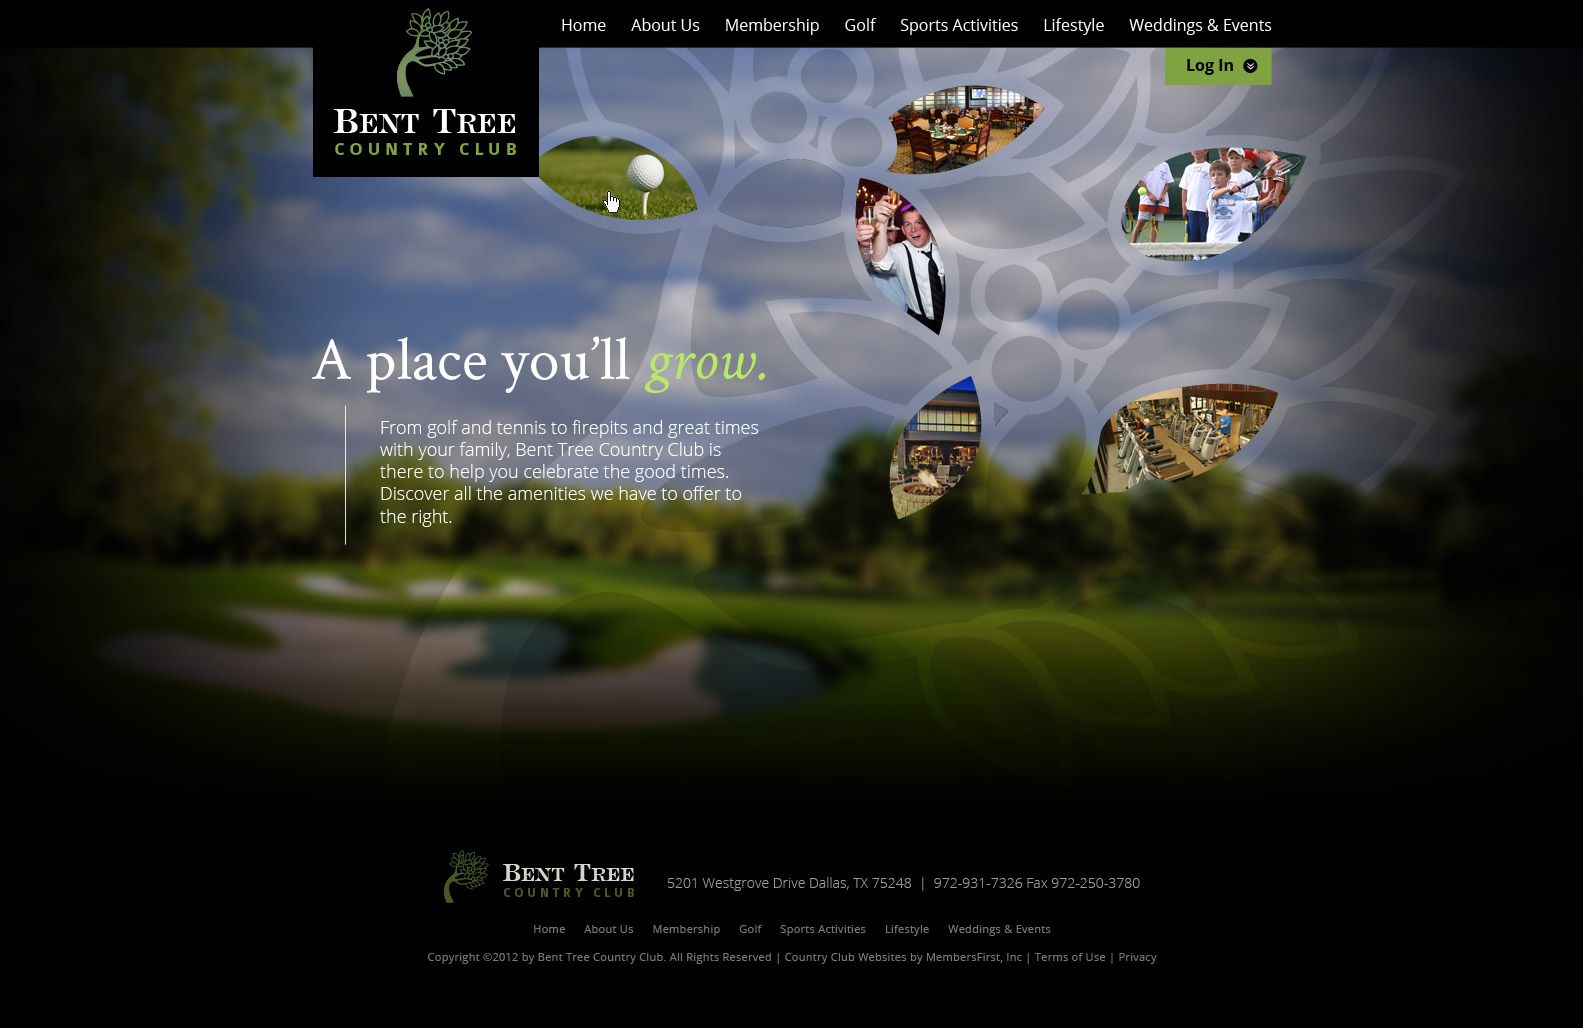 Home About Us Membership Golf Sports Activities Lifestyle Weddings & Events
Log In
BENT TREE
COUNTRY CLUB
A place you'll grow.
From golf and tennis to firepits and great times
with your family, Bent Tree Country Club is
there to help you celebrate the good times.
Discover all the amenities we have to offer to
the right.
BENT TREE
COUNTRY CLUB
5201 Westgrove Drive Dallas, TX 75248 | 972-931-7326 Fax 972-250-3780
Home About Us Membership Golf Sports Activities Lifestyle Weddings & Events
Copyright ©2012 by Bent Tree Country Club. All Rights Reserved | Country Club Websites by MembersFirst, Inc | Terms of Use | Privacy